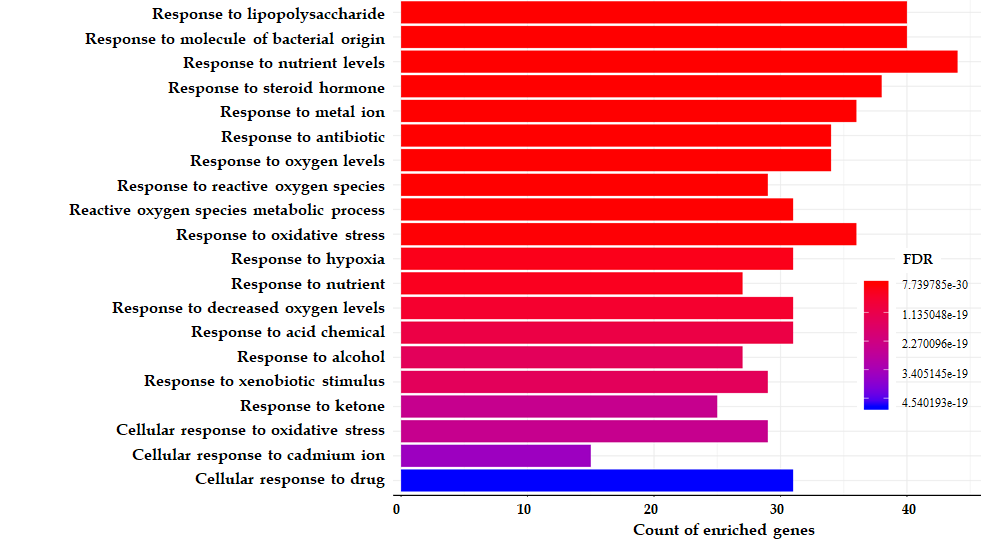 Response to lipopolysaccharide
Response to molecule of bacterial origin
Response to nutrient levels
Response to steroid hormone
Response to metal ion
Response to antibiotic
Response to oxygen levels
Response to reactive oxygen species
Reactive oxygen species metabolic process
Response to oxidative stress
Response to hypoxia
Response to nutrient
Response to decreased oxygen levels
Response to acid chemical
Response to alcohol
Response to xenobiotic stimulus
Response to ketone
Cellular response to oxidative stress
Cellular response to cadmium ion
Cellular response to drug
FDR
7.739785e-30
1.135048e-19
2.270096e-19
3.405145e-19
4.540193e-19
0 10 20 30 40
Count of enriched genes